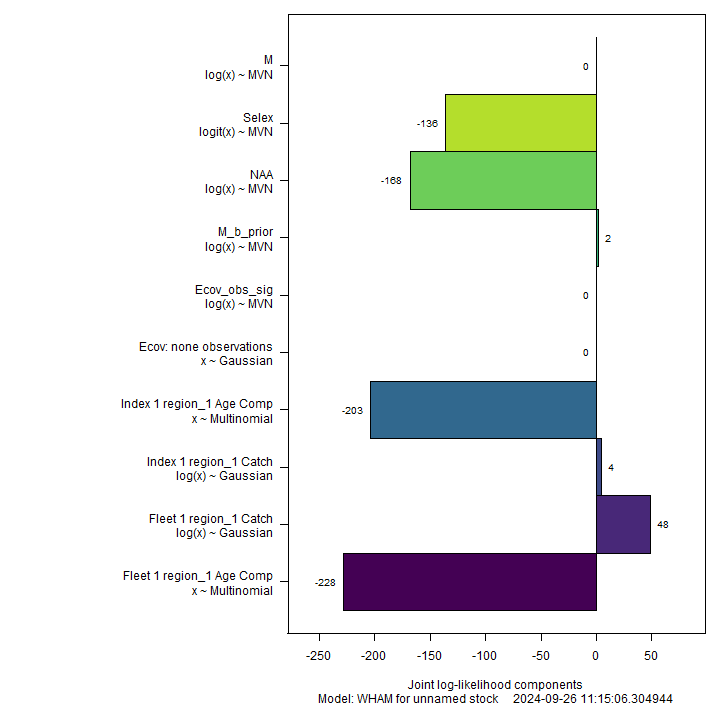 M
log(x) ~ MVN
0
Selex
logit(x) ~ MVN
-136
NAA
log(x) ~ MVN
-168
M_b_prior
log(x) ~ MVN
2
Ecov_obs_sig
log(x) ~ MVN
0
Ecov: none observations
x ~ Gaussian
0
Index 1 region_1 Age Comp
x ~ Multinomial
-203
Index 1 region_1 Catch
log(x) ~ Gaussian
4
Fleet 1 region_1 Catch
log(x) ~ Gaussian
48
Fleet 1 region_1 Age Comp
x ~ Multinomial
-228
-250 -200 -150 -100 -50 0 50
Joint log-likelihood components
Model: WHAM for unnamed stock 2024-09-26 11:15:06.304944